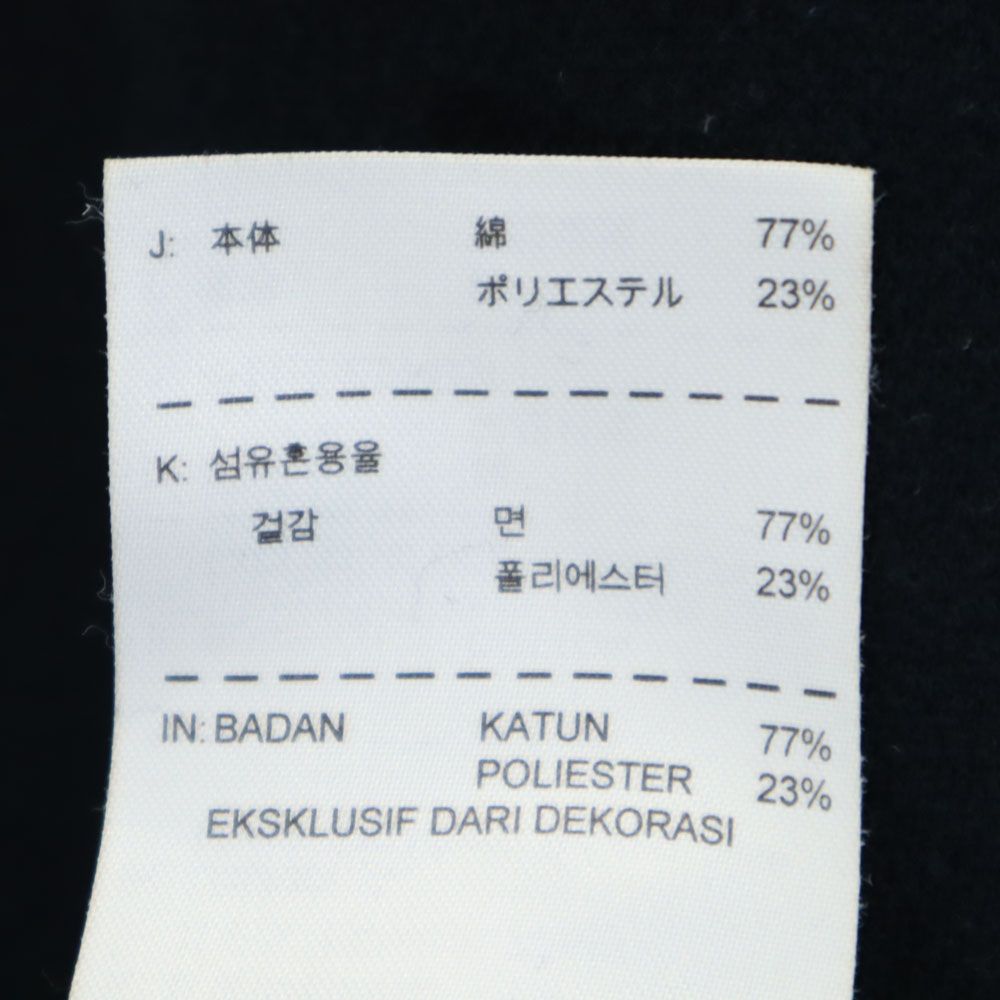 J: 本体 綿 77%
ポリエステル 23%
K: 섬유혼용율
겉감 면 77%
폴리에스터 23%
IN: BADAN KATUN 77%
POLIESTER 23%
EKSKLUSIF DARI DEKORASI